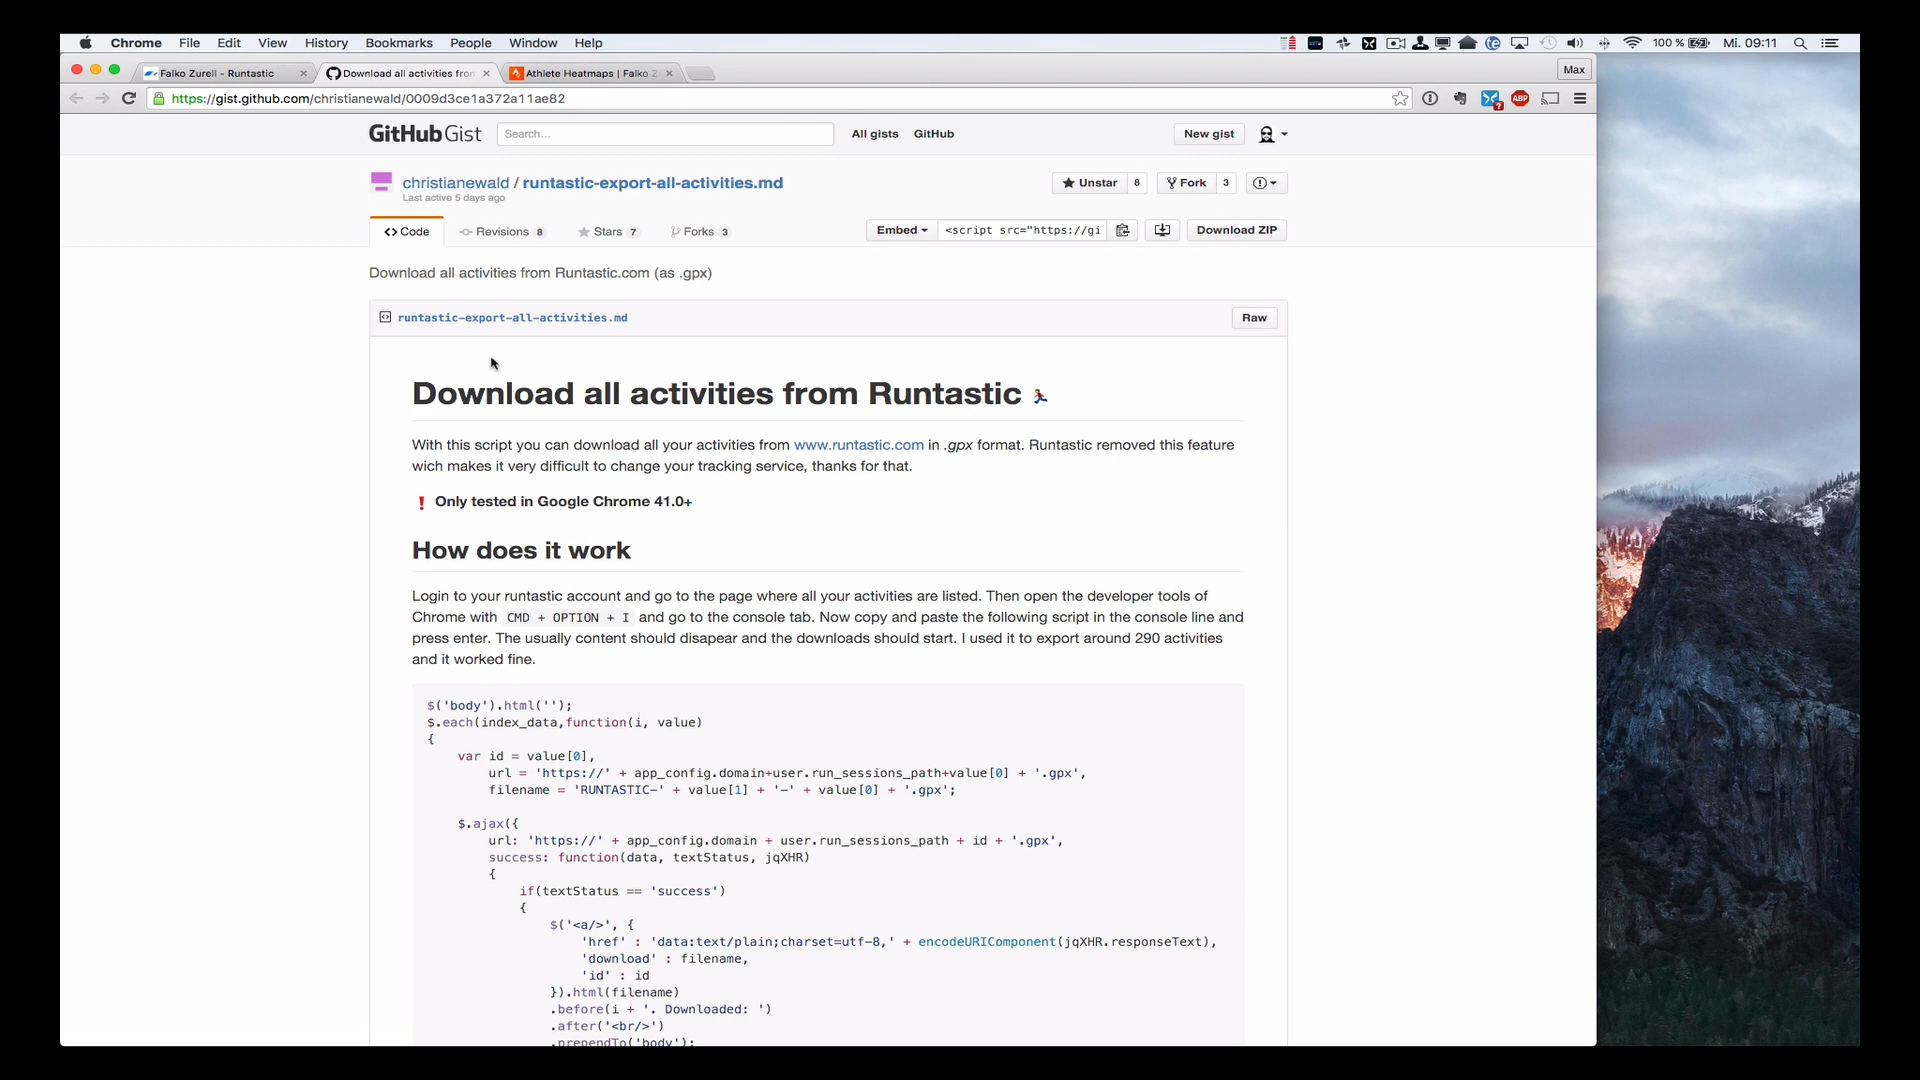 Chrome File Edit View History Bookmarks People Window Help
100 % Mi. 09:11
Falko Zurell - Runtastic
Download all activities from
Athlete Heatmaps | Falko Z
Max
https://gist.github.com/christianewald/0009d3ce1a372a11ae82
ABP
GitHub Gist
Search…
All gists
GitHub
New gist
christianewald / runtastic-export-all-activities.md
Last active 5 days ago
Unstar 8
Fork 3
Code
Revisions 8
Stars 7
Forks 3
Embed
<script src="https://gi
Download ZIP
Download all activities from Runtastic.com (as .gpx)
runtastic-export-all-activities.md
Raw
Download all activities from Runtastic
With this script you can download all your activities from www.runtastic.com in .gpx format. Runtastic removed this feature
wich makes it very difficult to change your tracking service, thanks for that.
❗ Only tested in Google Chrome 41.0+
How does it work
Login to your runtastic account and go to the page where all your activities are listed. Then open the developer tools of
Chrome with CMD + OPTION + I and go to the console tab. Now copy and paste the following script in the console line and
press enter. The usually content should disapear and the downloads should start. I used it to export around 290 activities
and it worked fine.
$('body').html('');
$.each(index_data,function(i, value)
{
var id = value[0],
url = 'https://' + app_config.domain+user.run_sessions_path+value[0] + '.gpx',
filename = 'RUNTASTIC-' + value[1] + '-' + value[0] + '.gpx';
$.ajax({
url: 'https://' + app_config.domain + user.run_sessions_path + id + '.gpx',
success: function(data, textStatus, jqXHR)
{
if(textStatus == 'success')
{
$('<a/>', {
'href' : 'data:text/plain;charset=utf-8,' + encodeURIComponent(jqXHR.responseText),
'download' : filename,
'id' : id
}).html(filename)
.before(i + '. Downloaded: ')
.after('<br/>')
.prependTo('body');